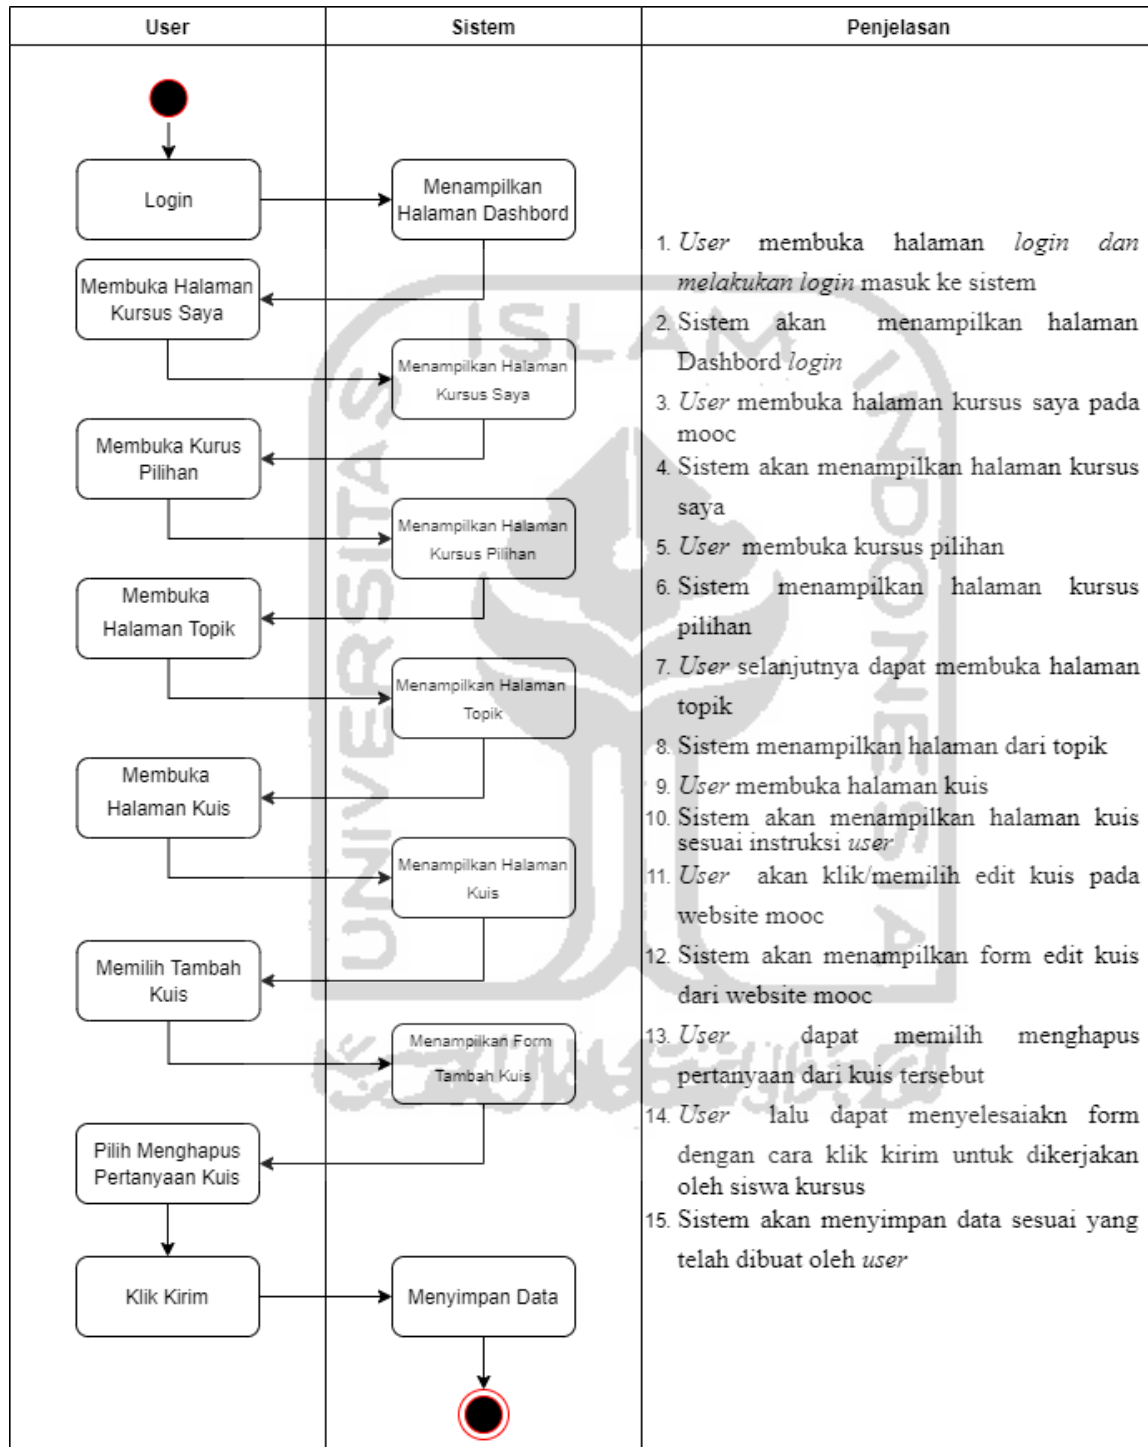 User
Sistem
Penjelasan
Login
Menampilkan
Halaman Dashbord
Membuka Halaman
Kursus Saya
Menampilkan Halaman
Kursus Saya
Membuka Kurus
Pilihan
Menampilkan Halaman
Kursus Pilihan
Membuka
Halaman Topik
Menampilkan Halaman
Topik
Membuka
Halaman Kuis
Menampilkan Halaman
Kuis
Memilih Tambah
Kuis
Menampilkan Form
Tambah Kuis
Pilih Menghapus
Pertanyaan Kuis
Klik Kirim
Menyimpan Data
1. User membuka halaman login dan
melakukan login masuk ke sistem
2. Sistem akan menampilkan halaman
Dashbord login
3. User membuka halaman kursus saya pada
mooc
4. Sistem akan menampilkan halaman kursus
saya
5. User membuka kursus pilihan
6. Sistem menampilkan halaman kursus
pilihan
7. User selanjutnya dapat membuka halaman
topik
8. Sistem menampilkan halaman dari topik
9. User membuka halaman kuis
10. Sistem akan menampilkan halaman kuis
sesuai instruksi user
11. User akan klik/memilih edit kuis pada
website mooc
12. Sistem akan menampilkan form edit kuis
dari website mooc
13. User dapat memilih menghapus
pertanyaan dari kuis tersebut
14. User lalu dapat menyelesaiakn form
dengan cara klik kirim untuk dikerjakan
oleh siswa kursus
15. Sistem akan menyimpan data sesuai yang
telah dibuat oleh user
UNIVERSITAS
ISLAM
INDONESIA